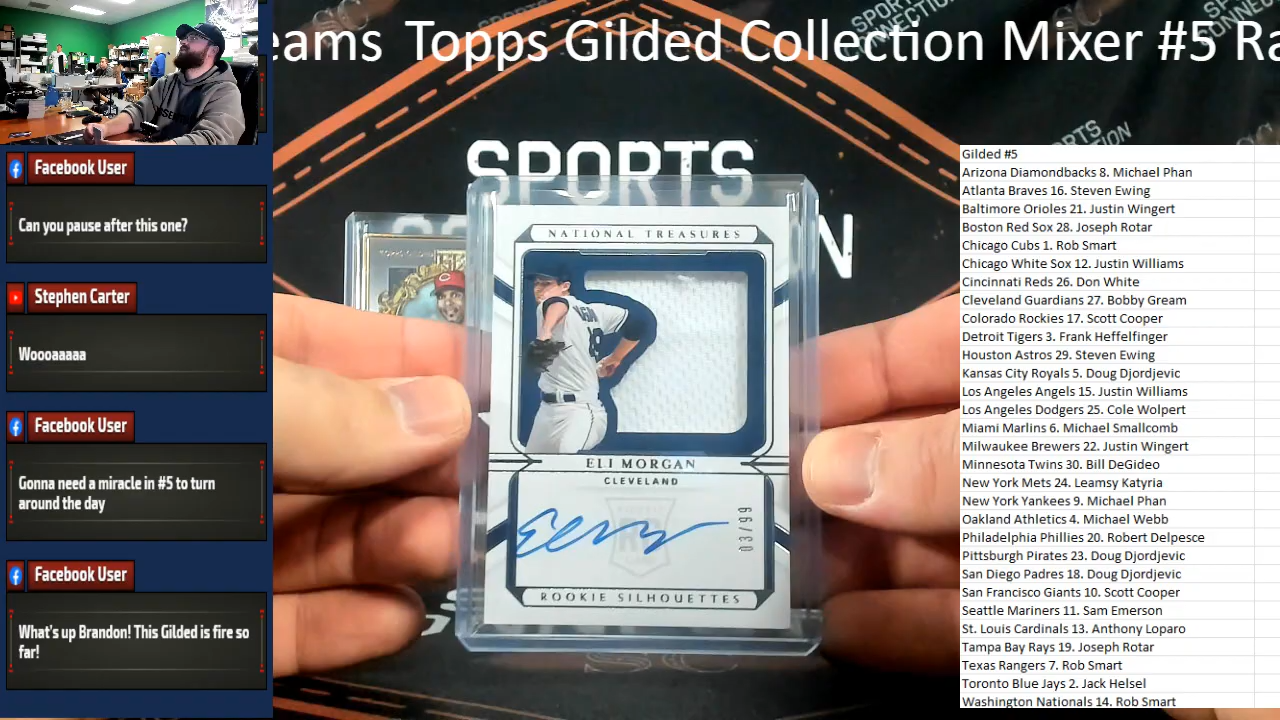 eams Topps Gilded Collection Mixer #5 Ra
Facebook User
Can you pause after this one?
Stephen Carter
Woooaaaaa
Facebook User
Gonna need a miracle in #5 to turn
around the day
Facebook User
What's up Brandon! This Gilded is fire so
far!
SPORTS
NATIONAL TREASURES
ELI MORGAN
CLEVELAND
03/99
ROOKIE SILHOUETTES
SPORTS
CONNECTION
Gilded #5
Arizona Diamondbacks 8. Michael Phan
Atlanta Braves 16. Steven Ewing
Baltimore Orioles 21. Justin Wingert
Boston Red Sox 28. Joseph Rotar
Chicago Cubs 1. Rob Smart
Chicago White Sox 12. Justin Williams
Cincinnati Reds 26. Don White
Cleveland Guardians 27. Bobby Gream
Colorado Rockies 17. Scott Cooper
Detroit Tigers 3. Frank Heffelfinger
Houston Astros 29. Steven Ewing
Kansas City Royals 5. Doug Djordjevic
Los Angeles Angels 15. Justin Williams
Los Angeles Dodgers 25. Cole Wolpert
Miami Marlins 6. Michael Smallcomb
Milwaukee Brewers 22. Justin Wingert
Minnesota Twins 30. Bill DeGideo
New York Mets 24. Leamsy Katyria
New York Yankees 9. Michael Phan
Oakland Athletics 4. Michael Webb
Philadelphia Phillies 20. Robert Delpesce
Pittsburgh Pirates 23. Doug Djordjevic
San Diego Padres 18. Doug Djordjevic
San Francisco Giants 10. Scott Cooper
Seattle Mariners 11. Sam Emerson
St. Louis Cardinals 13. Anthony Loparo
Tampa Bay Rays 19. Joseph Rotar
Texas Rangers 7. Rob Smart
Toronto Blue Jays 2. Jack Helsel
Washington Nationals 14. Rob Smart